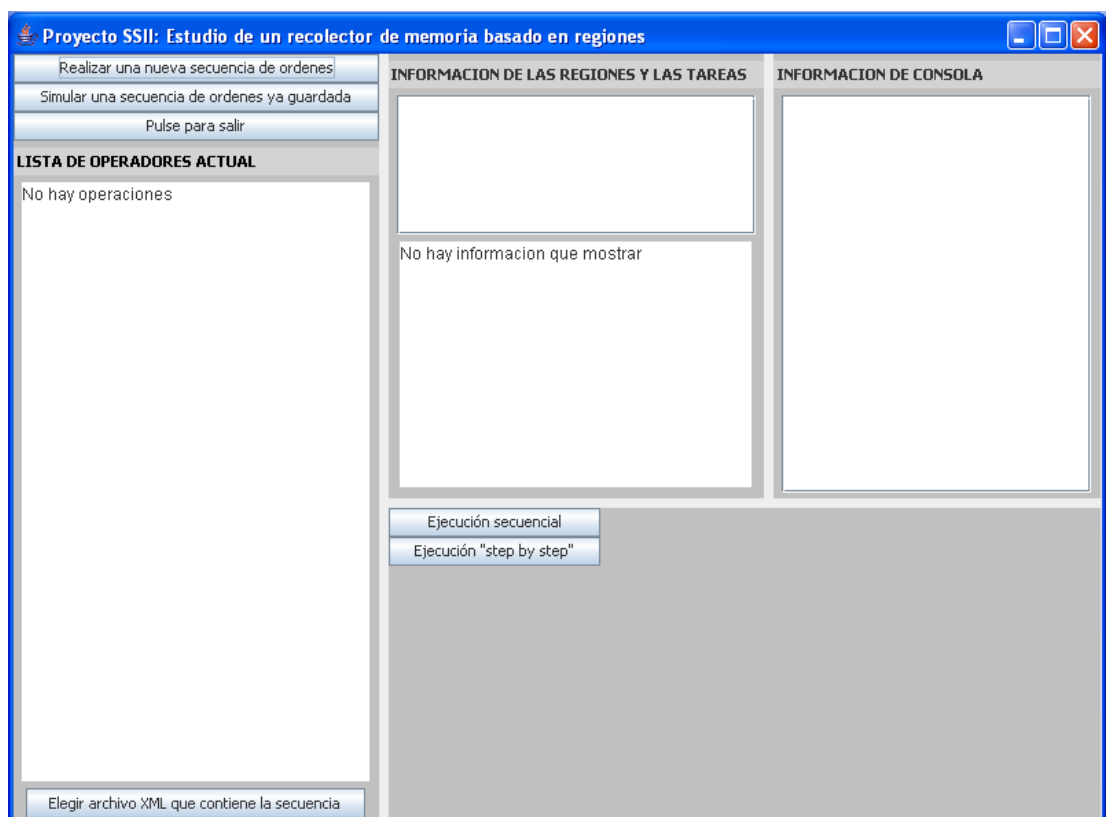 Proyecto SSII: Estudio de un recolector de memoria basado en regiones
Realizar una nueva secuencia de ordenes
Simular una secuencia de ordenes ya guardada
Pulse para salir
LISTA DE OPERADORES ACTUAL
No hay operaciones
Elegir archivo XML que contiene la secuencia
INFORMACION DE LAS REGIONES Y LAS TAREAS
No hay informacion que mostrar
INFORMACION DE CONSOLA
Ejecución secuencial
Ejecución "step by step"